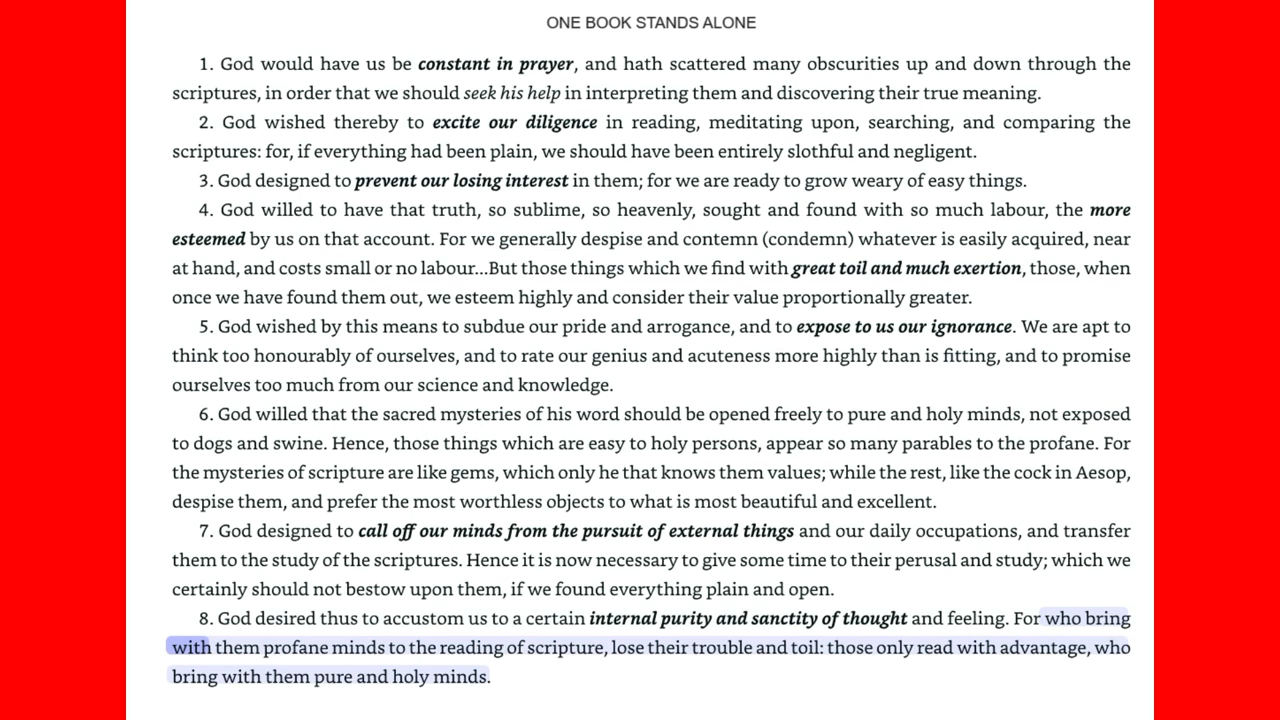 ONE BOOK STANDS ALONE
1. God would have us be constant in prayer, and hath scattered many obscurities up and down through the
scriptures, in order that we should seek his help in interpreting them and discovering their true meaning.
2. God wished thereby to excite our diligence in reading, meditating upon, searching, and comparing the
scriptures: for, if everything had been plain, we should have been entirely slothful and negligent.
3. God designed to prevent our losing interest in them; for we are ready to grow weary of easy things.
4. God willed to have that truth, so sublime, so heavenly, sought and found with so much labour, the more
esteemed by us on that account. For we generally despise and contemn (condemn) whatever is easily acquired, near
at hand, and costs small or no labour...But those things which we find with great toil and much exertion, those, when
once we have found them out, we esteem highly and consider their value proportionally greater.
5. God wished by this means to subdue our pride and arrogance, and to expose to us our ignorance. We are apt to
think too honourably of ourselves, and to rate our genius and acuteness more highly than is fitting, and to promise
ourselves too much from our science and knowledge.
6. God willed that the sacred mysteries of his word should be opened freely to pure and holy minds, not exposed
to dogs and swine. Hence, those things which are easy to holy persons, appear so many parables to the profane. For
the mysteries of scripture are like gems, which only he that knows them values; while the rest, like the cock in Aesop,
despise them, and prefer the most worthless objects to what is most beautiful and excellent.
7. God designed to call off our minds from the pursuit of external things and our daily occupations, and transfer
them to the study of the scriptures. Hence it is now necessary to give some time to their perusal and study; which we
certainly should not bestow upon them, if we found everything plain and open.
8. God desired thus to accustom us to a certain internal purity and sanctity of thought and feeling. For who bring
with them profane minds to the reading of scripture, lose their trouble and toil: those only read with advantage, who
bring with them pure and holy minds.